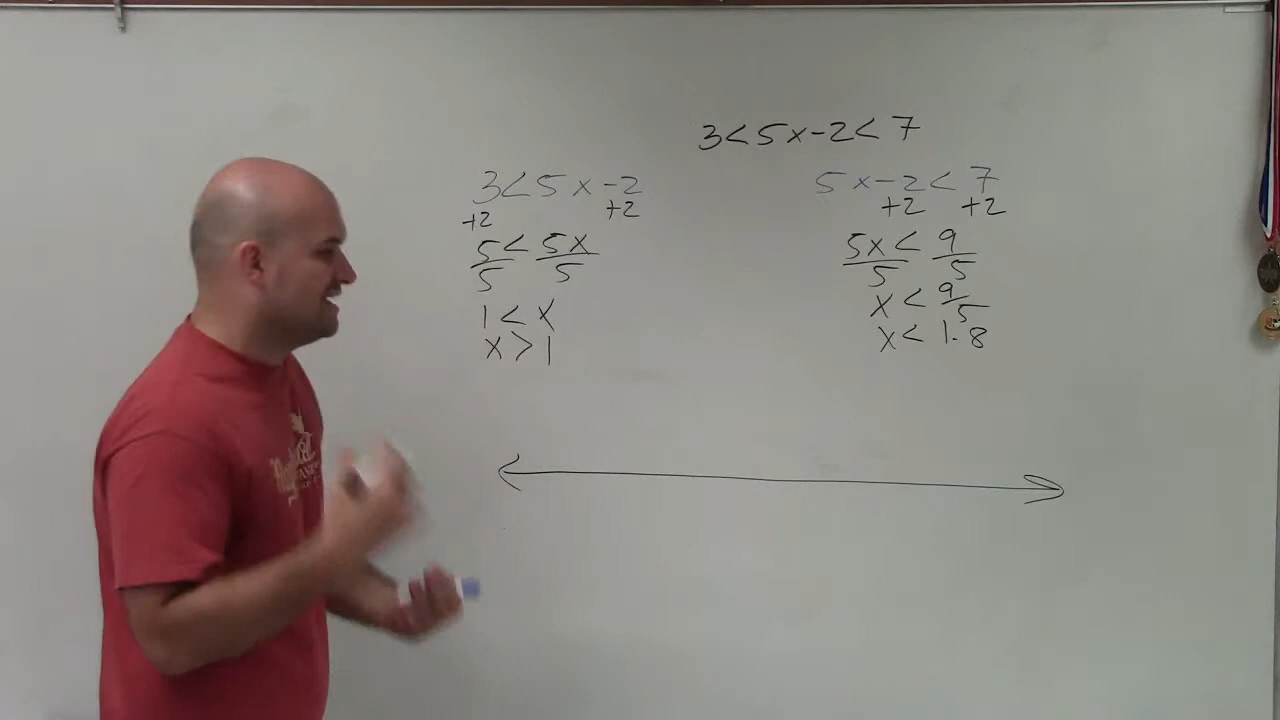 3<5x-2<7
3<5x-2
+2 +2
5/5 < 5x/5
1<x
x>1
5x-2<7
+2 +2
5x/5 < 9/5
x < 9/5
x < 1.8